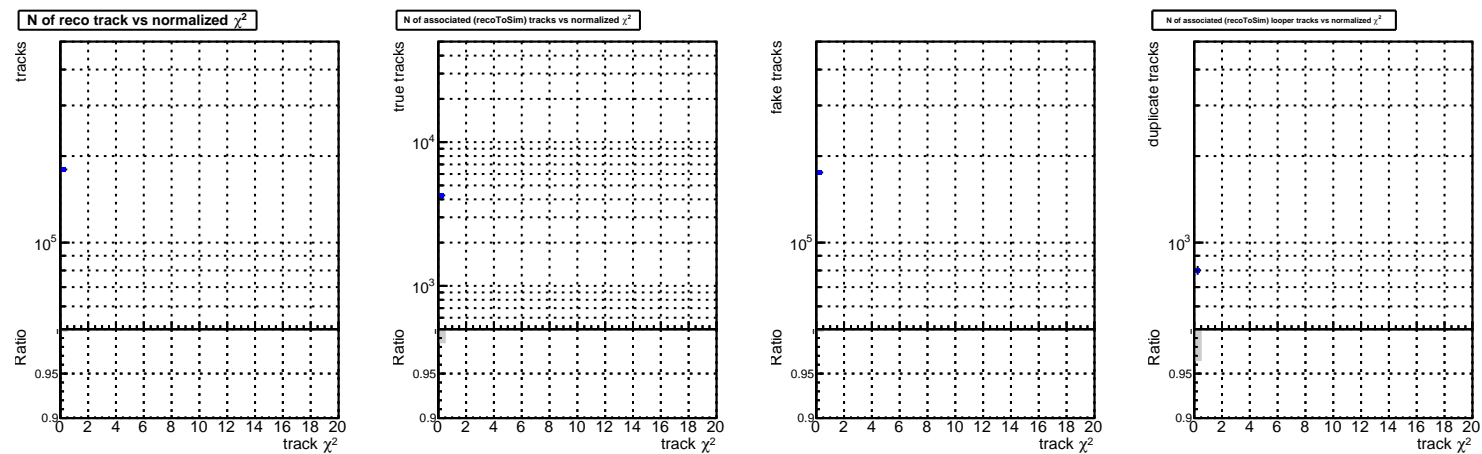 N of reco track vs normalized χ²
tracks
10⁵
Ratio
0.95
0.9
0 2 4 6 8 10 12 14 16 18 20
track χ²
N of associated (recoToSim) tracks vs normalized χ²
true tracks
10⁴
10³
Ratio
0.95
0.9
0 2 4 6 8 10 12 14 16 18 20
track χ²
fake tracks
10⁵
Ratio
0.95
0.9
0 2 4 6 8 10 12 14 16 18 20
track χ²
N of associated (recoToSim) looper tracks vs normalized χ²
duplicate tracks
10³
Ratio
0.95
0.9
0 2 4 6 8 10 12 14 16 18 20
track χ²